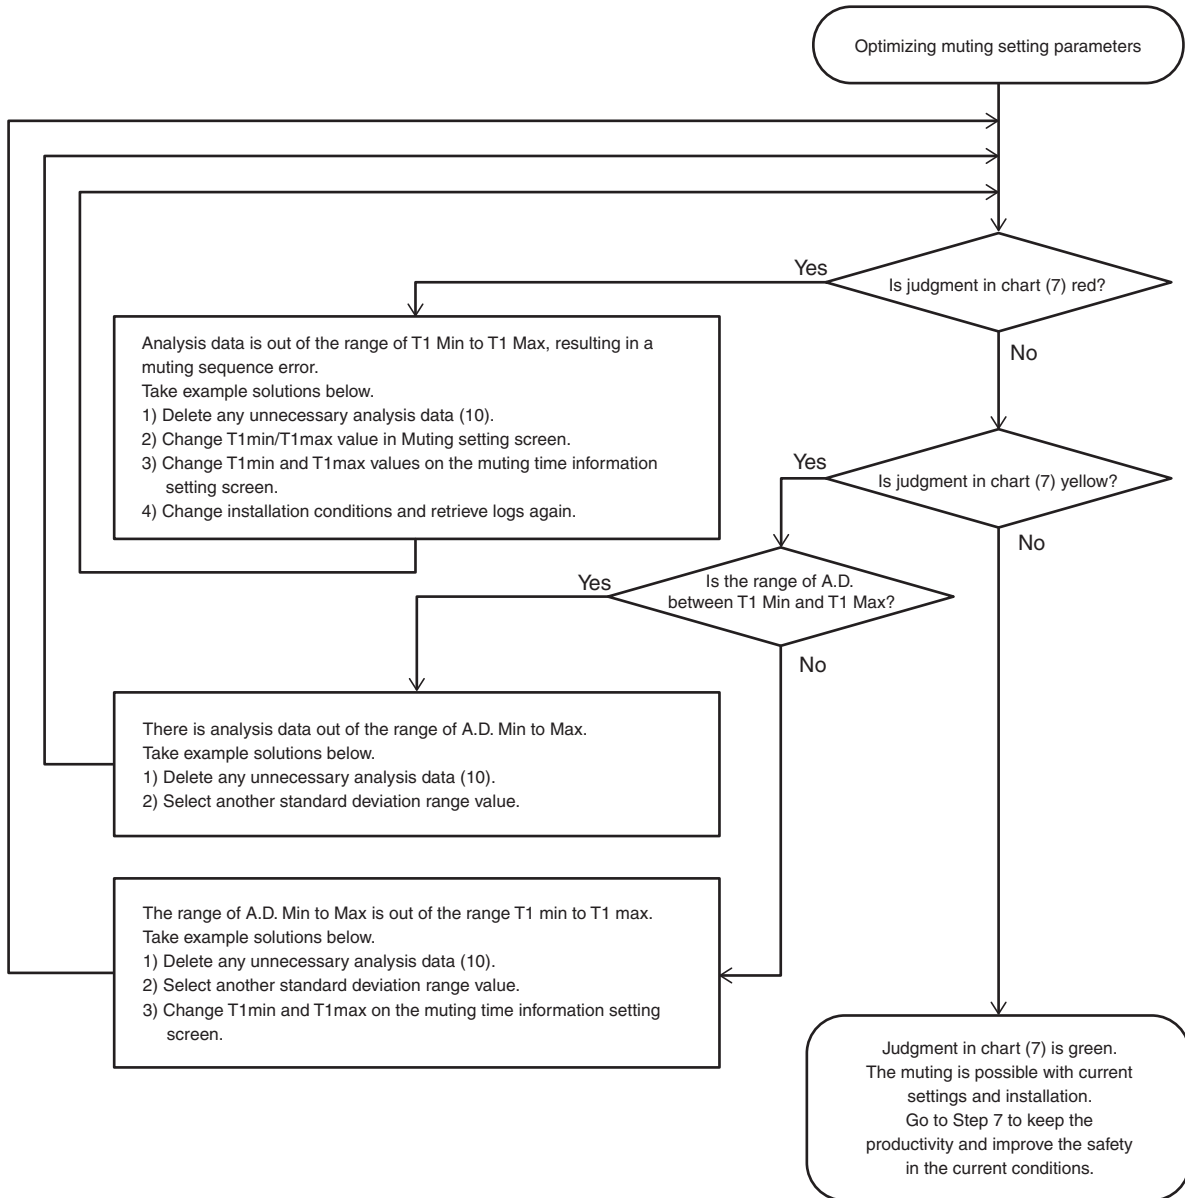 Optimizing muting setting parameters
Is judgment in chart (7) red?
Yes
No
Analysis data is out of the range of T1 Min to T1 Max, resulting in a
muting sequence error.
Take example solutions below.
1) Delete any unnecessary analysis data (10).
2) Change T1min/T1max value in Muting setting screen.
3) Change T1min and T1max values on the muting time information
setting screen.
4) Change installation conditions and retrieve logs again.
Is judgment in chart (7) yellow?
Yes
No
Is the range of A.D.
between T1 Min and T1 Max?
Yes
No
There is analysis data out of the range of A.D. Min to Max.
Take example solutions below.
1) Delete any unnecessary analysis data (10).
2) Select another standard deviation range value.
The range of A.D. Min to Max is out of the range T1 min to T1 max.
Take example solutions below.
1) Delete any unnecessary analysis data (10).
2) Select another standard deviation range value.
3) Change T1min and T1max on the muting time information setting
screen.
Judgment in chart (7) is green.
The muting is possible with current
settings and installation.
Go to Step 7 to keep the
productivity and improve the safety
in the current conditions.